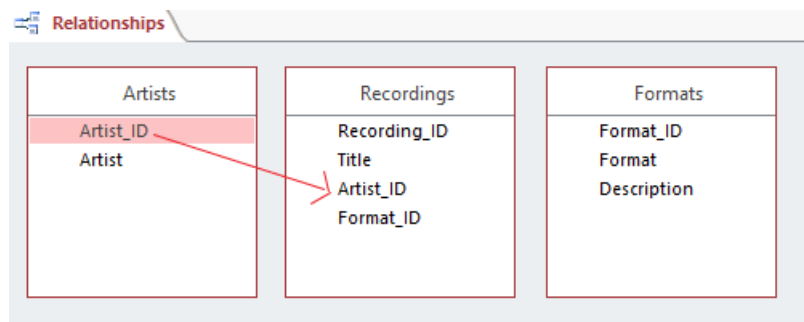 Relationships
Artists
Artist_ID
Artist
Recordings
Recording_ID
Title
Artist_ID
Format_ID
Formats
Format_ID
Format
Description